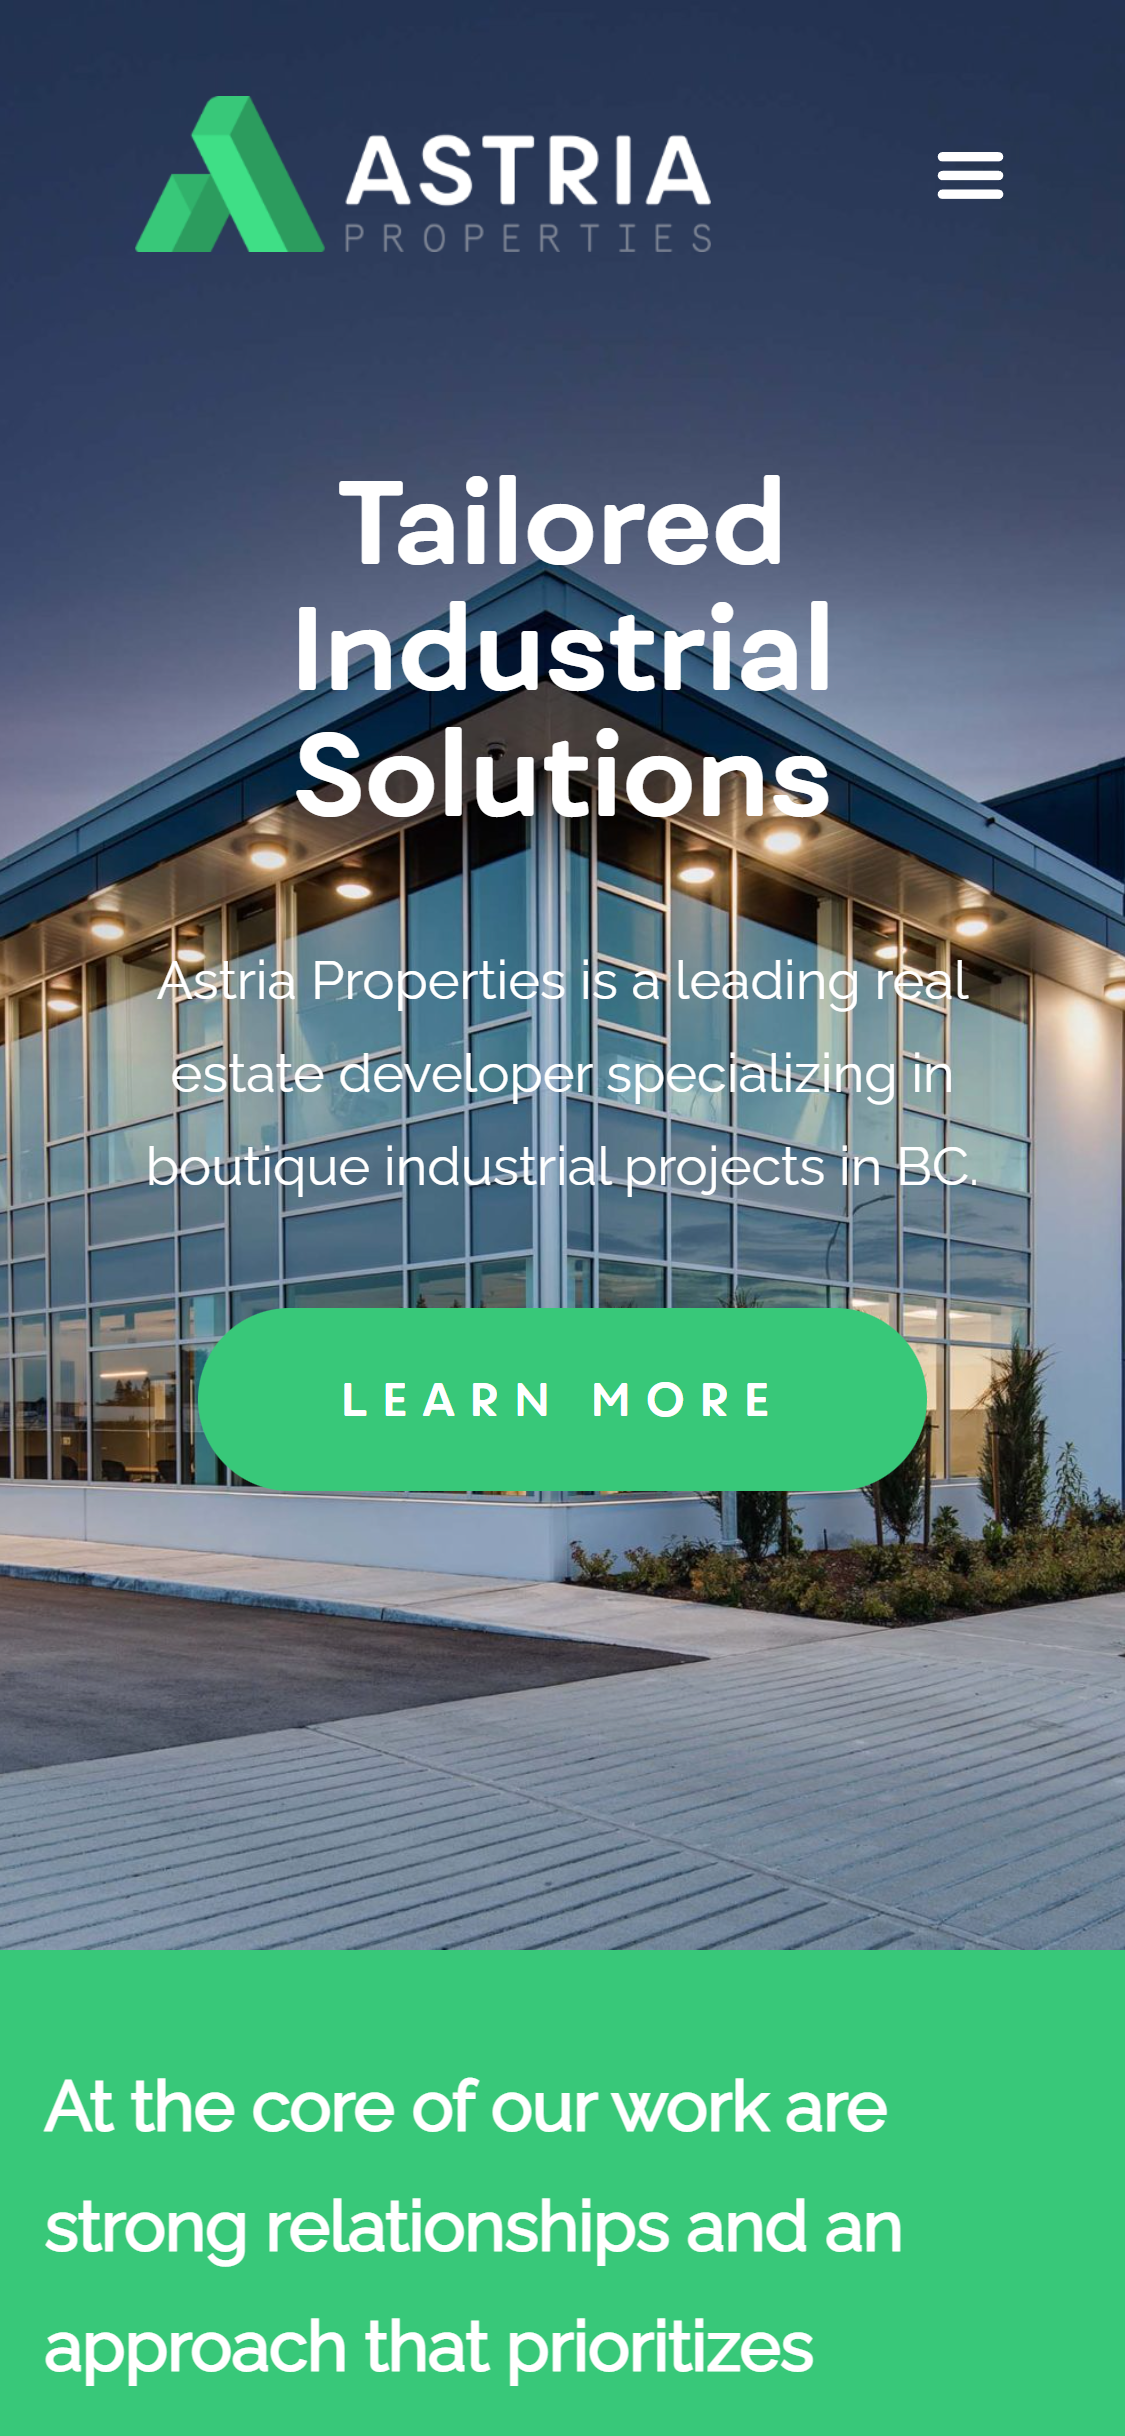 ASTRIA
PROPERTIES
Tailored
Industrial
Solutions
Astria Properties is a leading real
estate developer specializing in
boutique industrial projects in BC.
LEARN MORE
At the core of our work are
strong relationships and an
approach that prioritizes